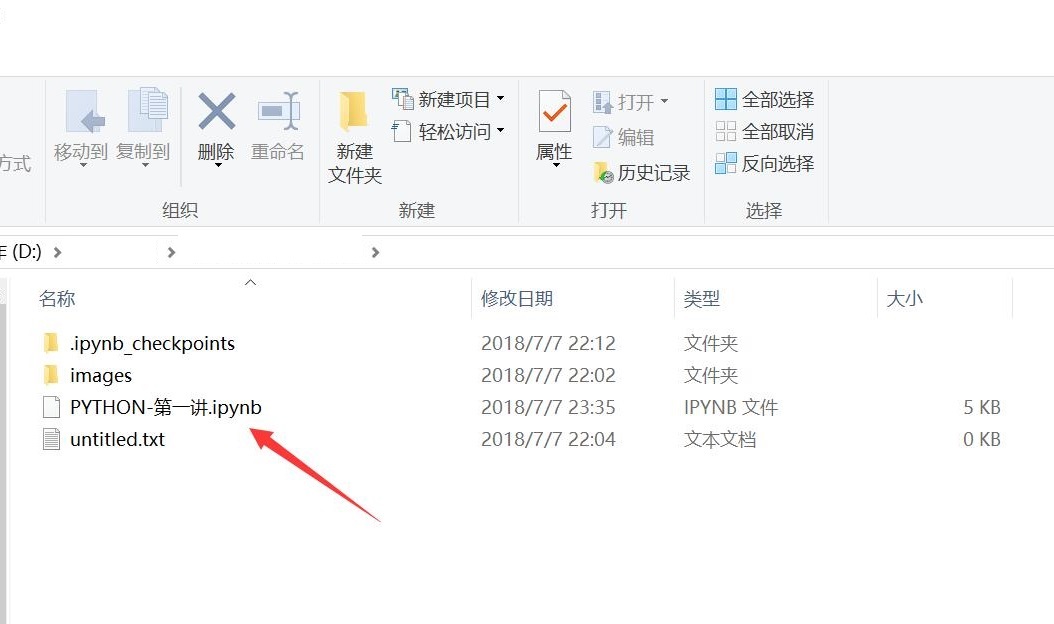 方式
移动到 复制到 删除 重命名
组织
新建
文件夹
新建项目
轻松访问
新建
属性
打开
编辑
历史记录
打开
全部选择
全部取消
反向选择
选择
(D:)
名称 修改日期 类型 大小
.ipynb_checkpoints 2018/7/7 22:12 文件夹
images 2018/7/7 22:02 文件夹
PYTHON-第一讲.ipynb 2018/7/7 23:35 IPYNB 文件 5 KB
untitled.txt 2018/7/7 22:04 文本文档 0 KB